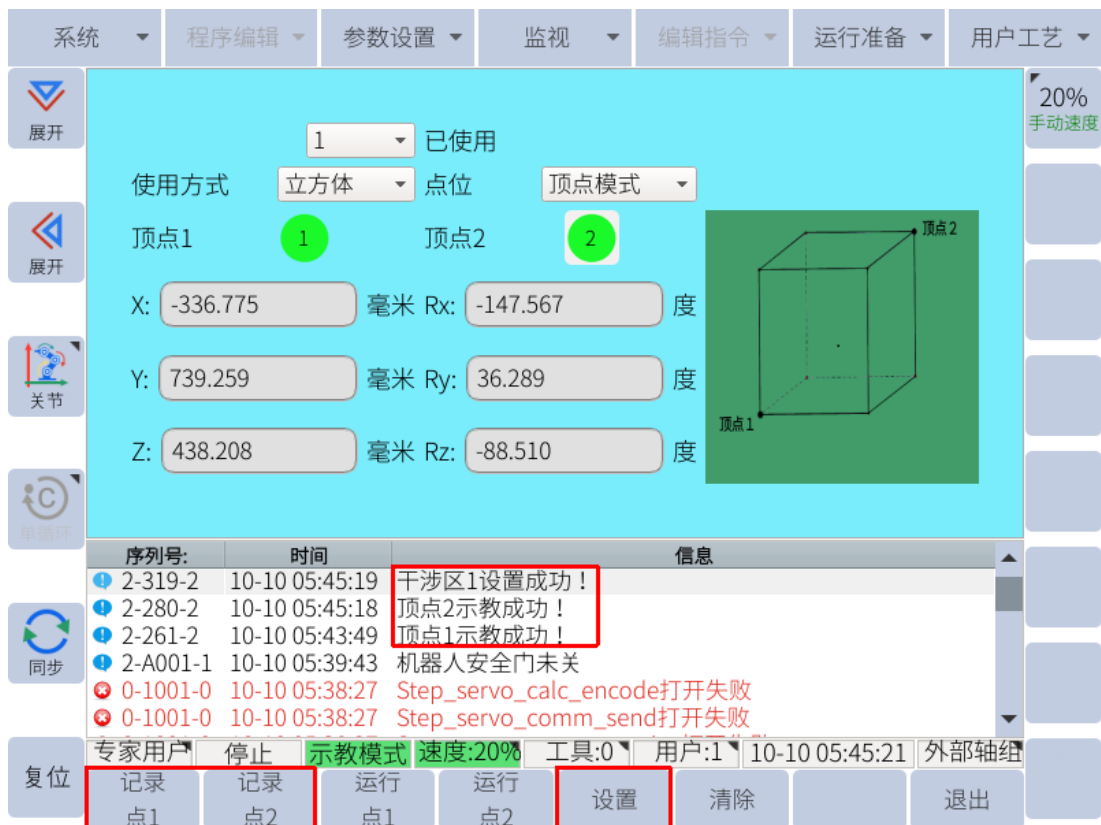 系统 程序编辑 参数设置 监视 编辑指令 运行准备 用户工艺
展开
20%
手动速度
1 已使用
使用方式 立方体 点位 顶点模式
顶点1 1 顶点2 2
展开
顶点2
X: -336.775 毫米 Rx: -147.567 度
Y: 739.259 毫米 Ry: 36.289 度
关节
顶点1
Z: 438.208 毫米 Rz: -88.510 度
单循环
序列号: 时间 信息
2-319-2 10-10 05:45:19 干涉区1设置成功！
2-280-2 10-10 05:45:18 顶点2示教成功！
2-261-2 10-10 05:43:49 顶点1示教成功！
2-A001-1 10-10 05:39:43 机器人安全门未关
0-1001-0 10-10 05:38:27 Step_servo_calc_encode打开失败
0-1001-0 10-10 05:38:27 Step_servo_comm_send打开失败
同步
专家用户 停止 示教模式 速度:20% 工具:0 用户:1 10-10 05:45:21 外部轴组
复位
记录点1 记录点2 运行点1 运行点2 设置 清除 退出